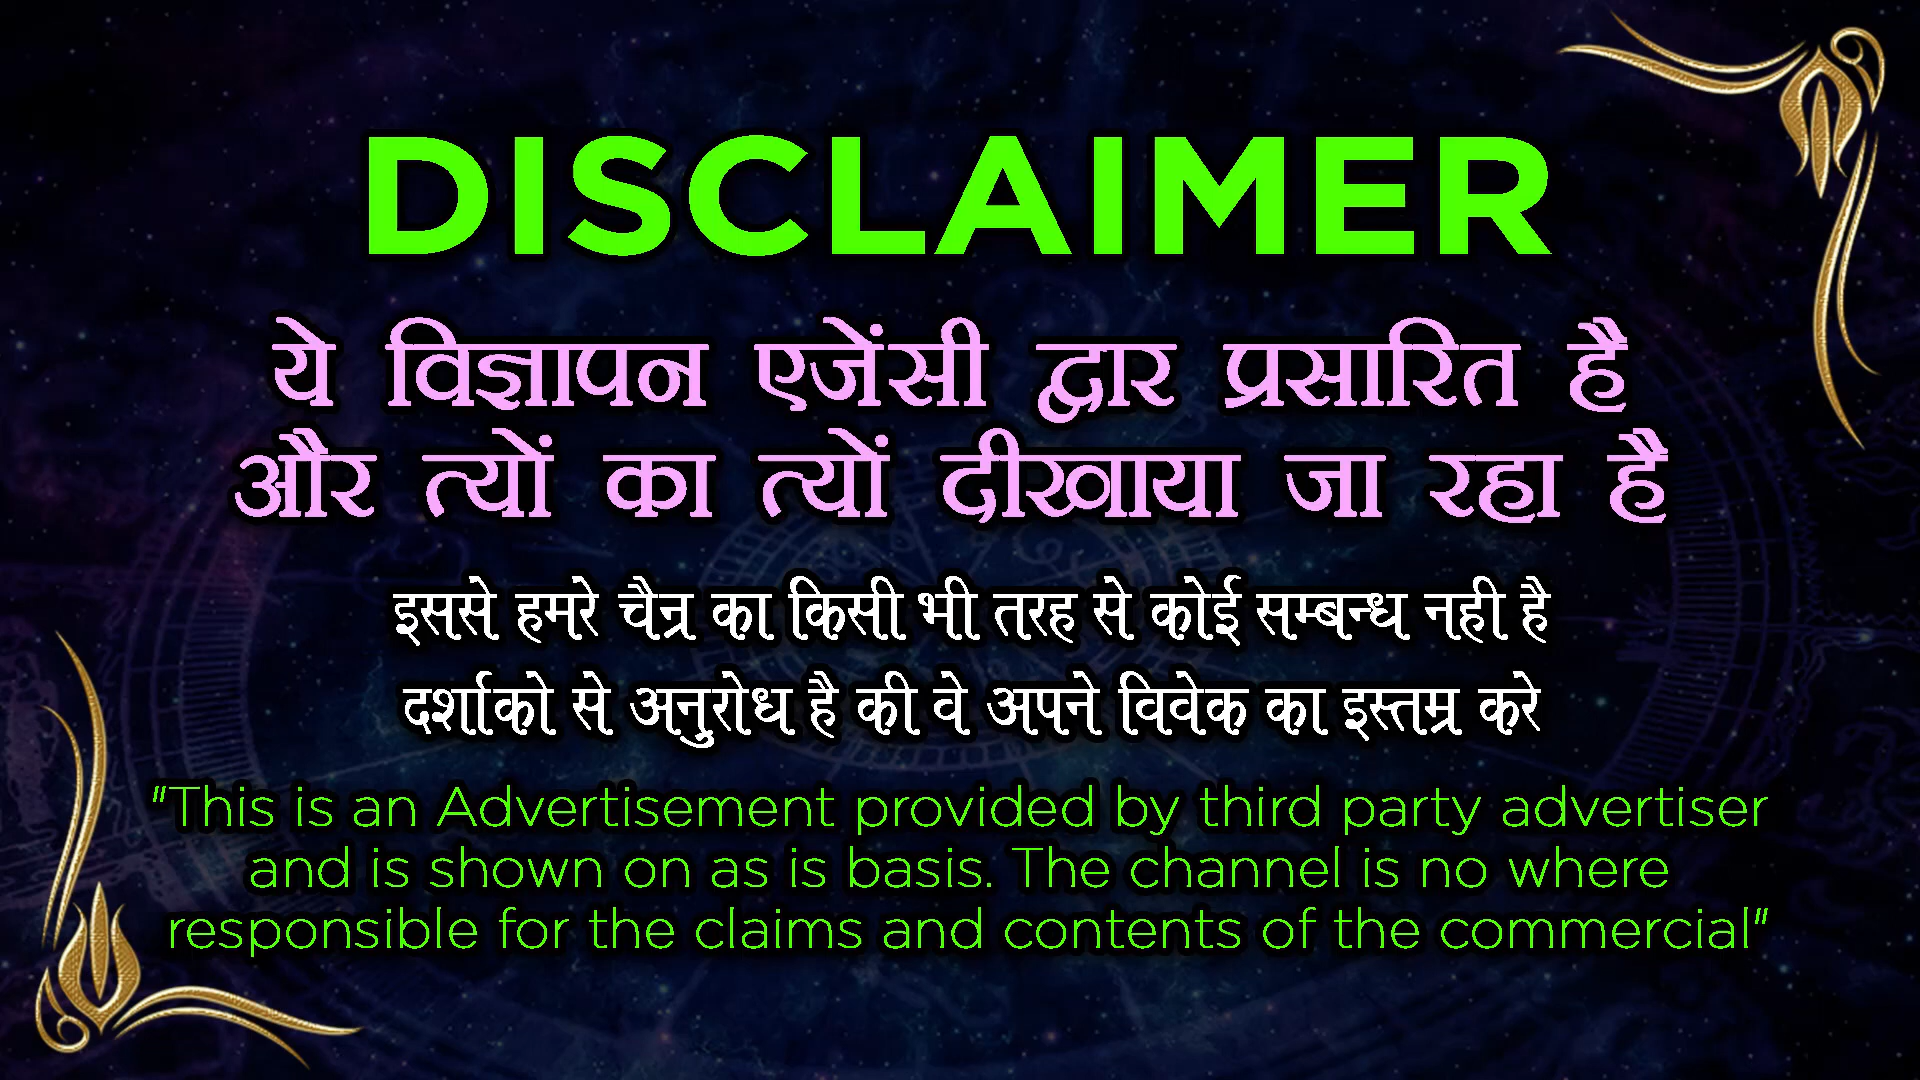 DISCLAIMER
ये विज्ञापन एजेंसी द्वार प्रसारित है
और त्यों का त्यों दीखाया जा रहा है
इससे हमरे चैन्र का किसी भी तरह से कोई सम्बन्ध नही है
दर्शाको से अनुरोध है की वे अपने विवेक का इस्तम्र करे
"This is an Advertisement provided by third party advertiser
and is shown on as is basis. The channel is no where
responsible for the claims and contents of the commercial"